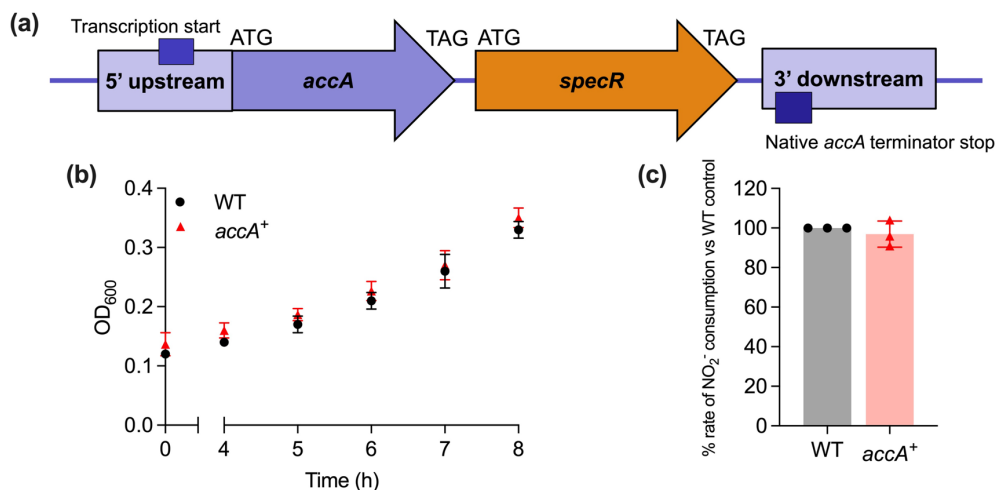 (a)
Transcription start
ATG
TAG
ATG
TAG
5' upstream
accA
specR
3' downstream
Native accA terminator stop
(b)
WT
accA⁺
0.4
0.3
0.2
0.1
0.0
OD₆₀₀
0
4
5
6
7
8
Time (h)
(c)
120
100
80
60
40
20
0
% rate of NO₂⁻ consumption vs WT control
WT
accA⁺